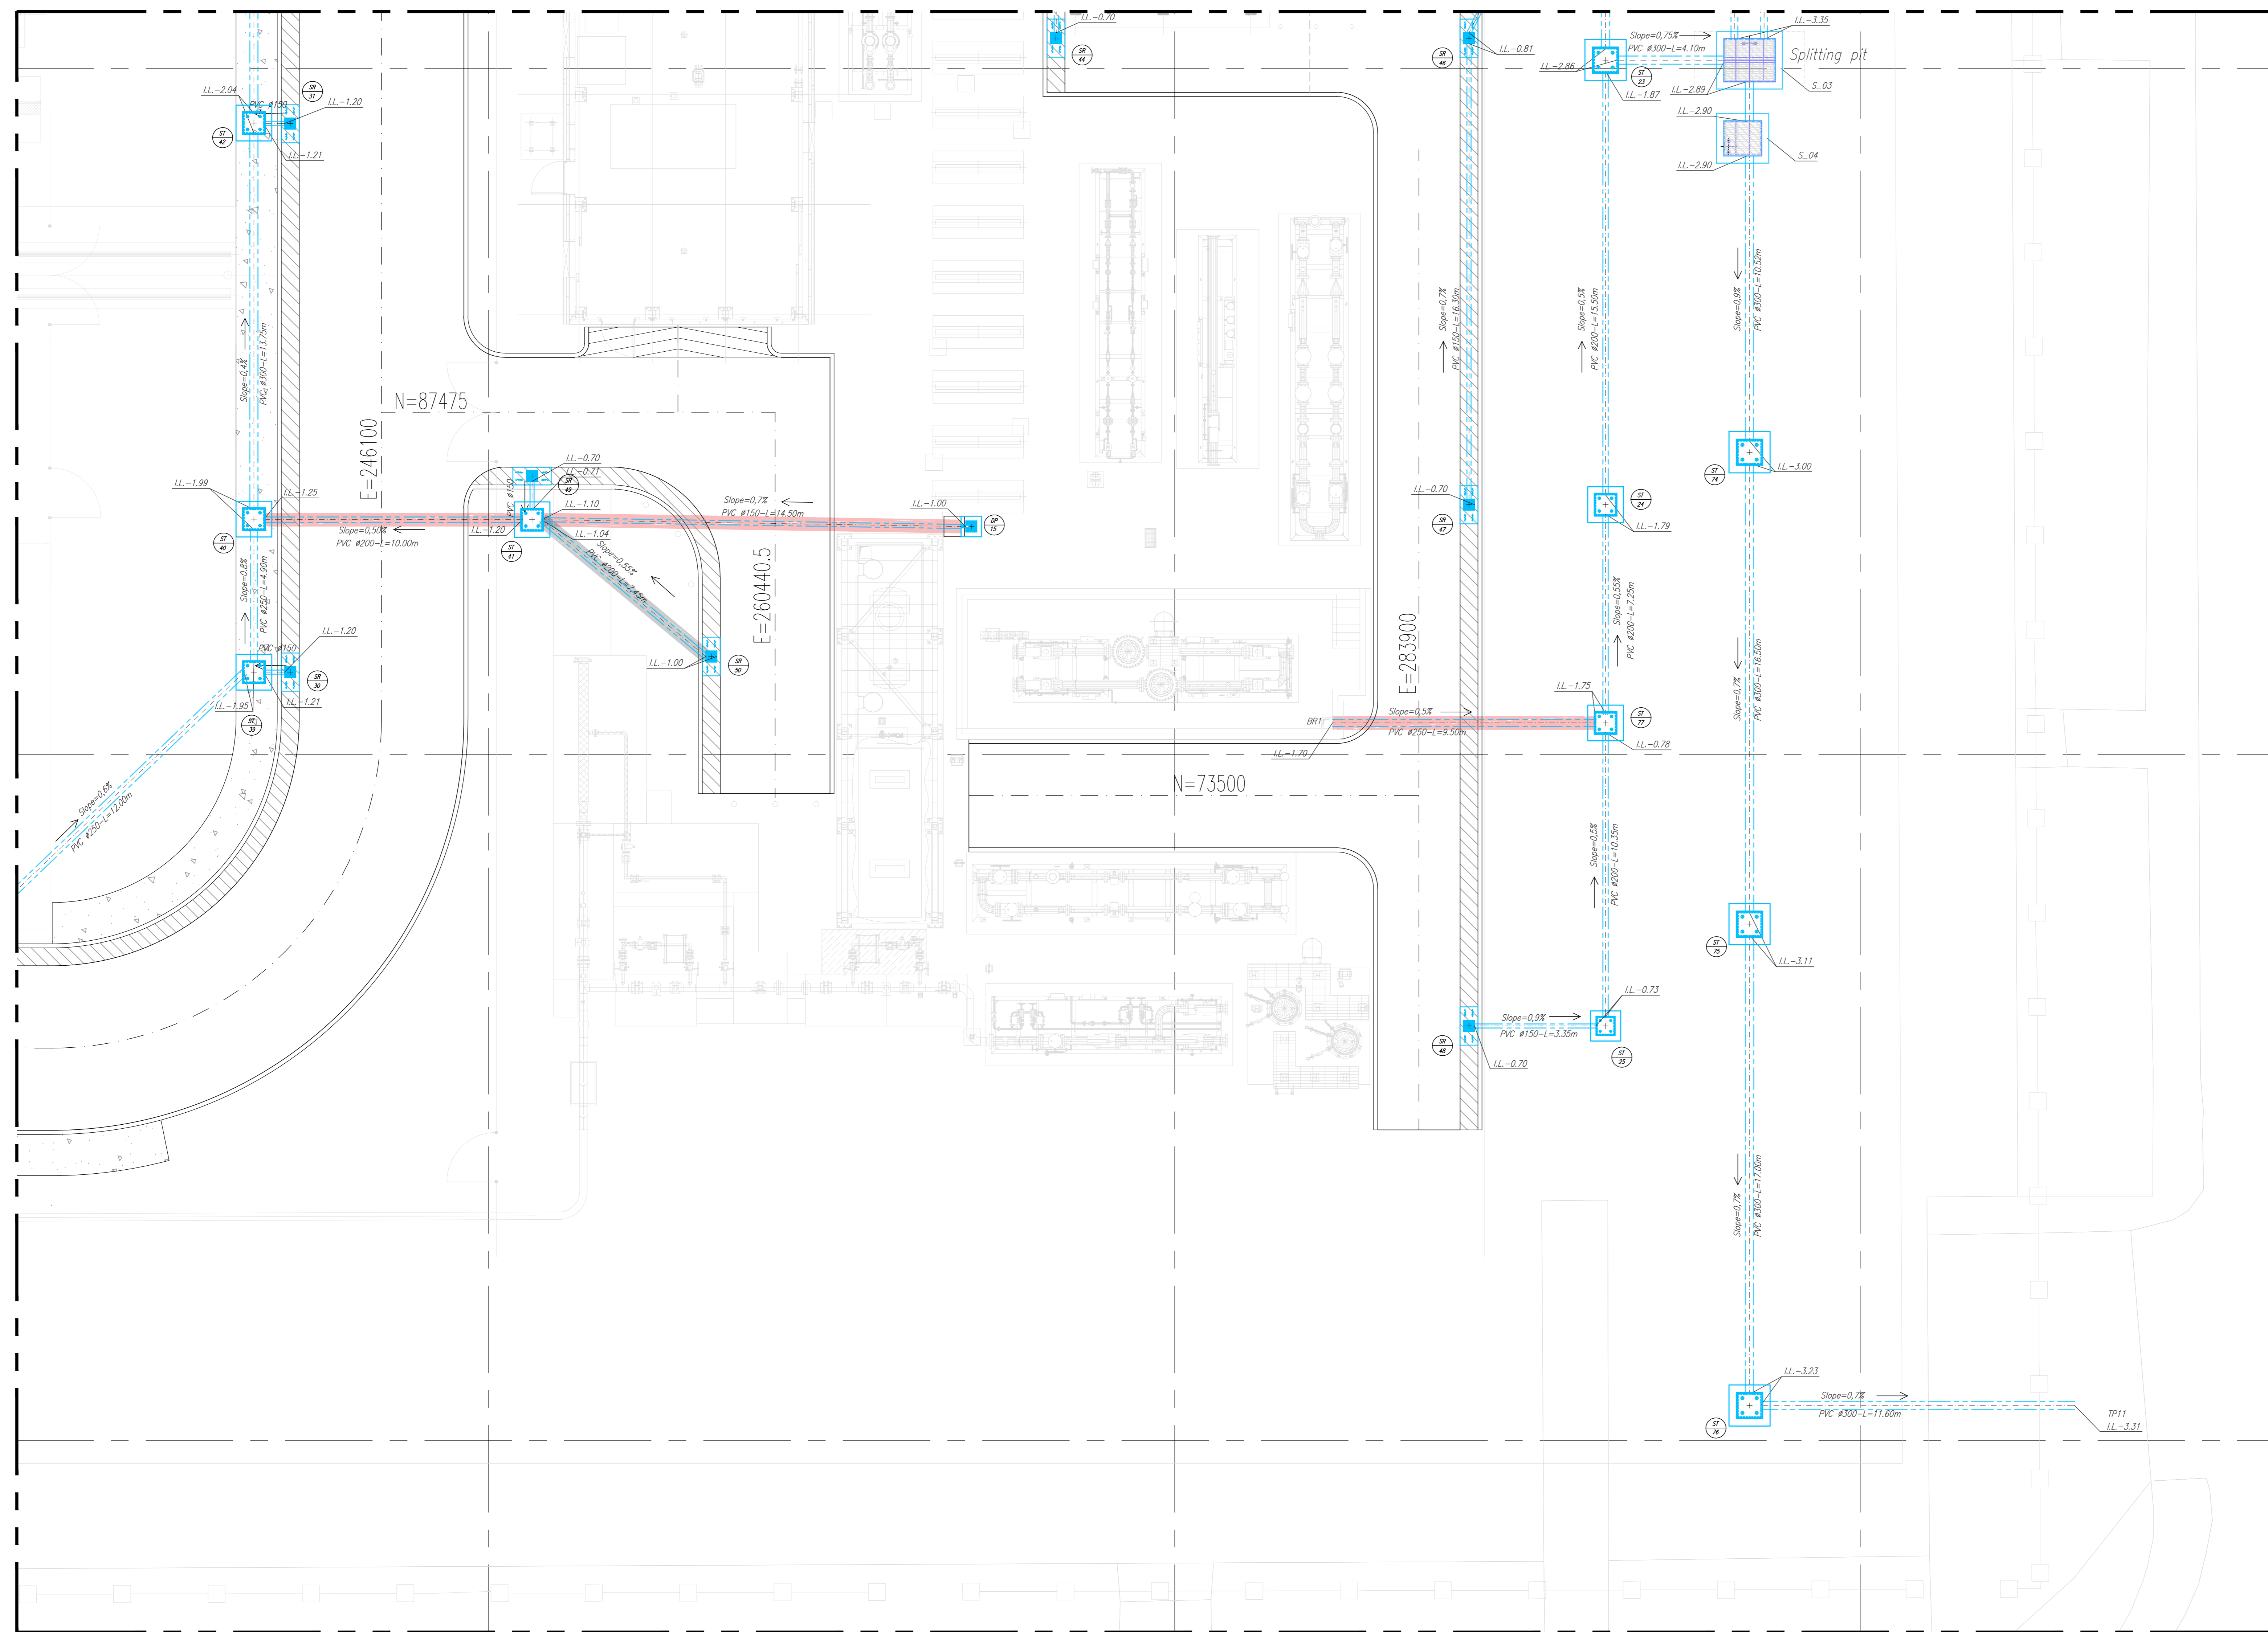 I.L.-0.70
SR
44
SR
46
I.L.-0.81
Slope=0,75%
PVC ø300-L=4.10m
I.L.-2.86
ST
23
I.L.-1.87
I.L.-3.35
Splitting pit
I.L.-2.89
S_03
I.L.-2.90
S_04
I.L.-2.90
I.L.-2.04
PVC ø150
SR
31
I.L.-1.20
ST
42
I.L.-1.21
Slope=0,4%
PVC ø300-L=13.75m
E=246100
N=87475
Slope=0,7%
PVC ø150-L=16.30m
Slope=0,5%
PVC ø200-L=15.50m
Slope=0,9%
PVC ø300-L=10.52m
I.L.-3.00
ST
74
I.L.-1.99
I.L.-1.25
ST
40
Slope=0,50%
PVC ø200-L=10.00m
I.L.-0.70
I.L.-0.71
SR
49
PVC ø150
I.L.-1.10
I.L.-1.20
ST
41
I.L.-1.04
Slope=0,55%
PVC ø200-L=7.45m
Slope=0,7%
PVC ø150-L=14.50m
I.L.-1.00
DP
15
I.L.-0.70
SR
47
ST
24
I.L.-1.79
Slope=0.8%
PVC ø250-L=4.90m
PVC ø150
I.L.-1.20
SR
30
I.L.-1.95
I.L.-1.21
ST
39
I.L.-1.00
SR
50
E=260440.5
E=283900
Slope=0,55%
PVC ø200-L=7.25m
Slope=0,7%
PVC ø300-L=16.50m
I.L.-1.75
ST
77
BR1
Slope=0,5%
PVC ø250-L=9.50m
I.L.-1.70
I.L.-0.78
N=73500
Slope=0,6%
PVC ø250-L=12.00m
Slope=0,5%
PVC ø200-L=10.35m
ST
75
I.L.-3.11
I.L.-0.73
Slope=0,9%
PVC ø150-L=3.35m
SR
48
I.L.-0.70
ST
25
Slope=0,7%
PVC ø300-L=17.00m
I.L.-3.23
Slope=0,7%
PVC ø300-L=11.60m
ST
76
TP11
I.L.-3.31